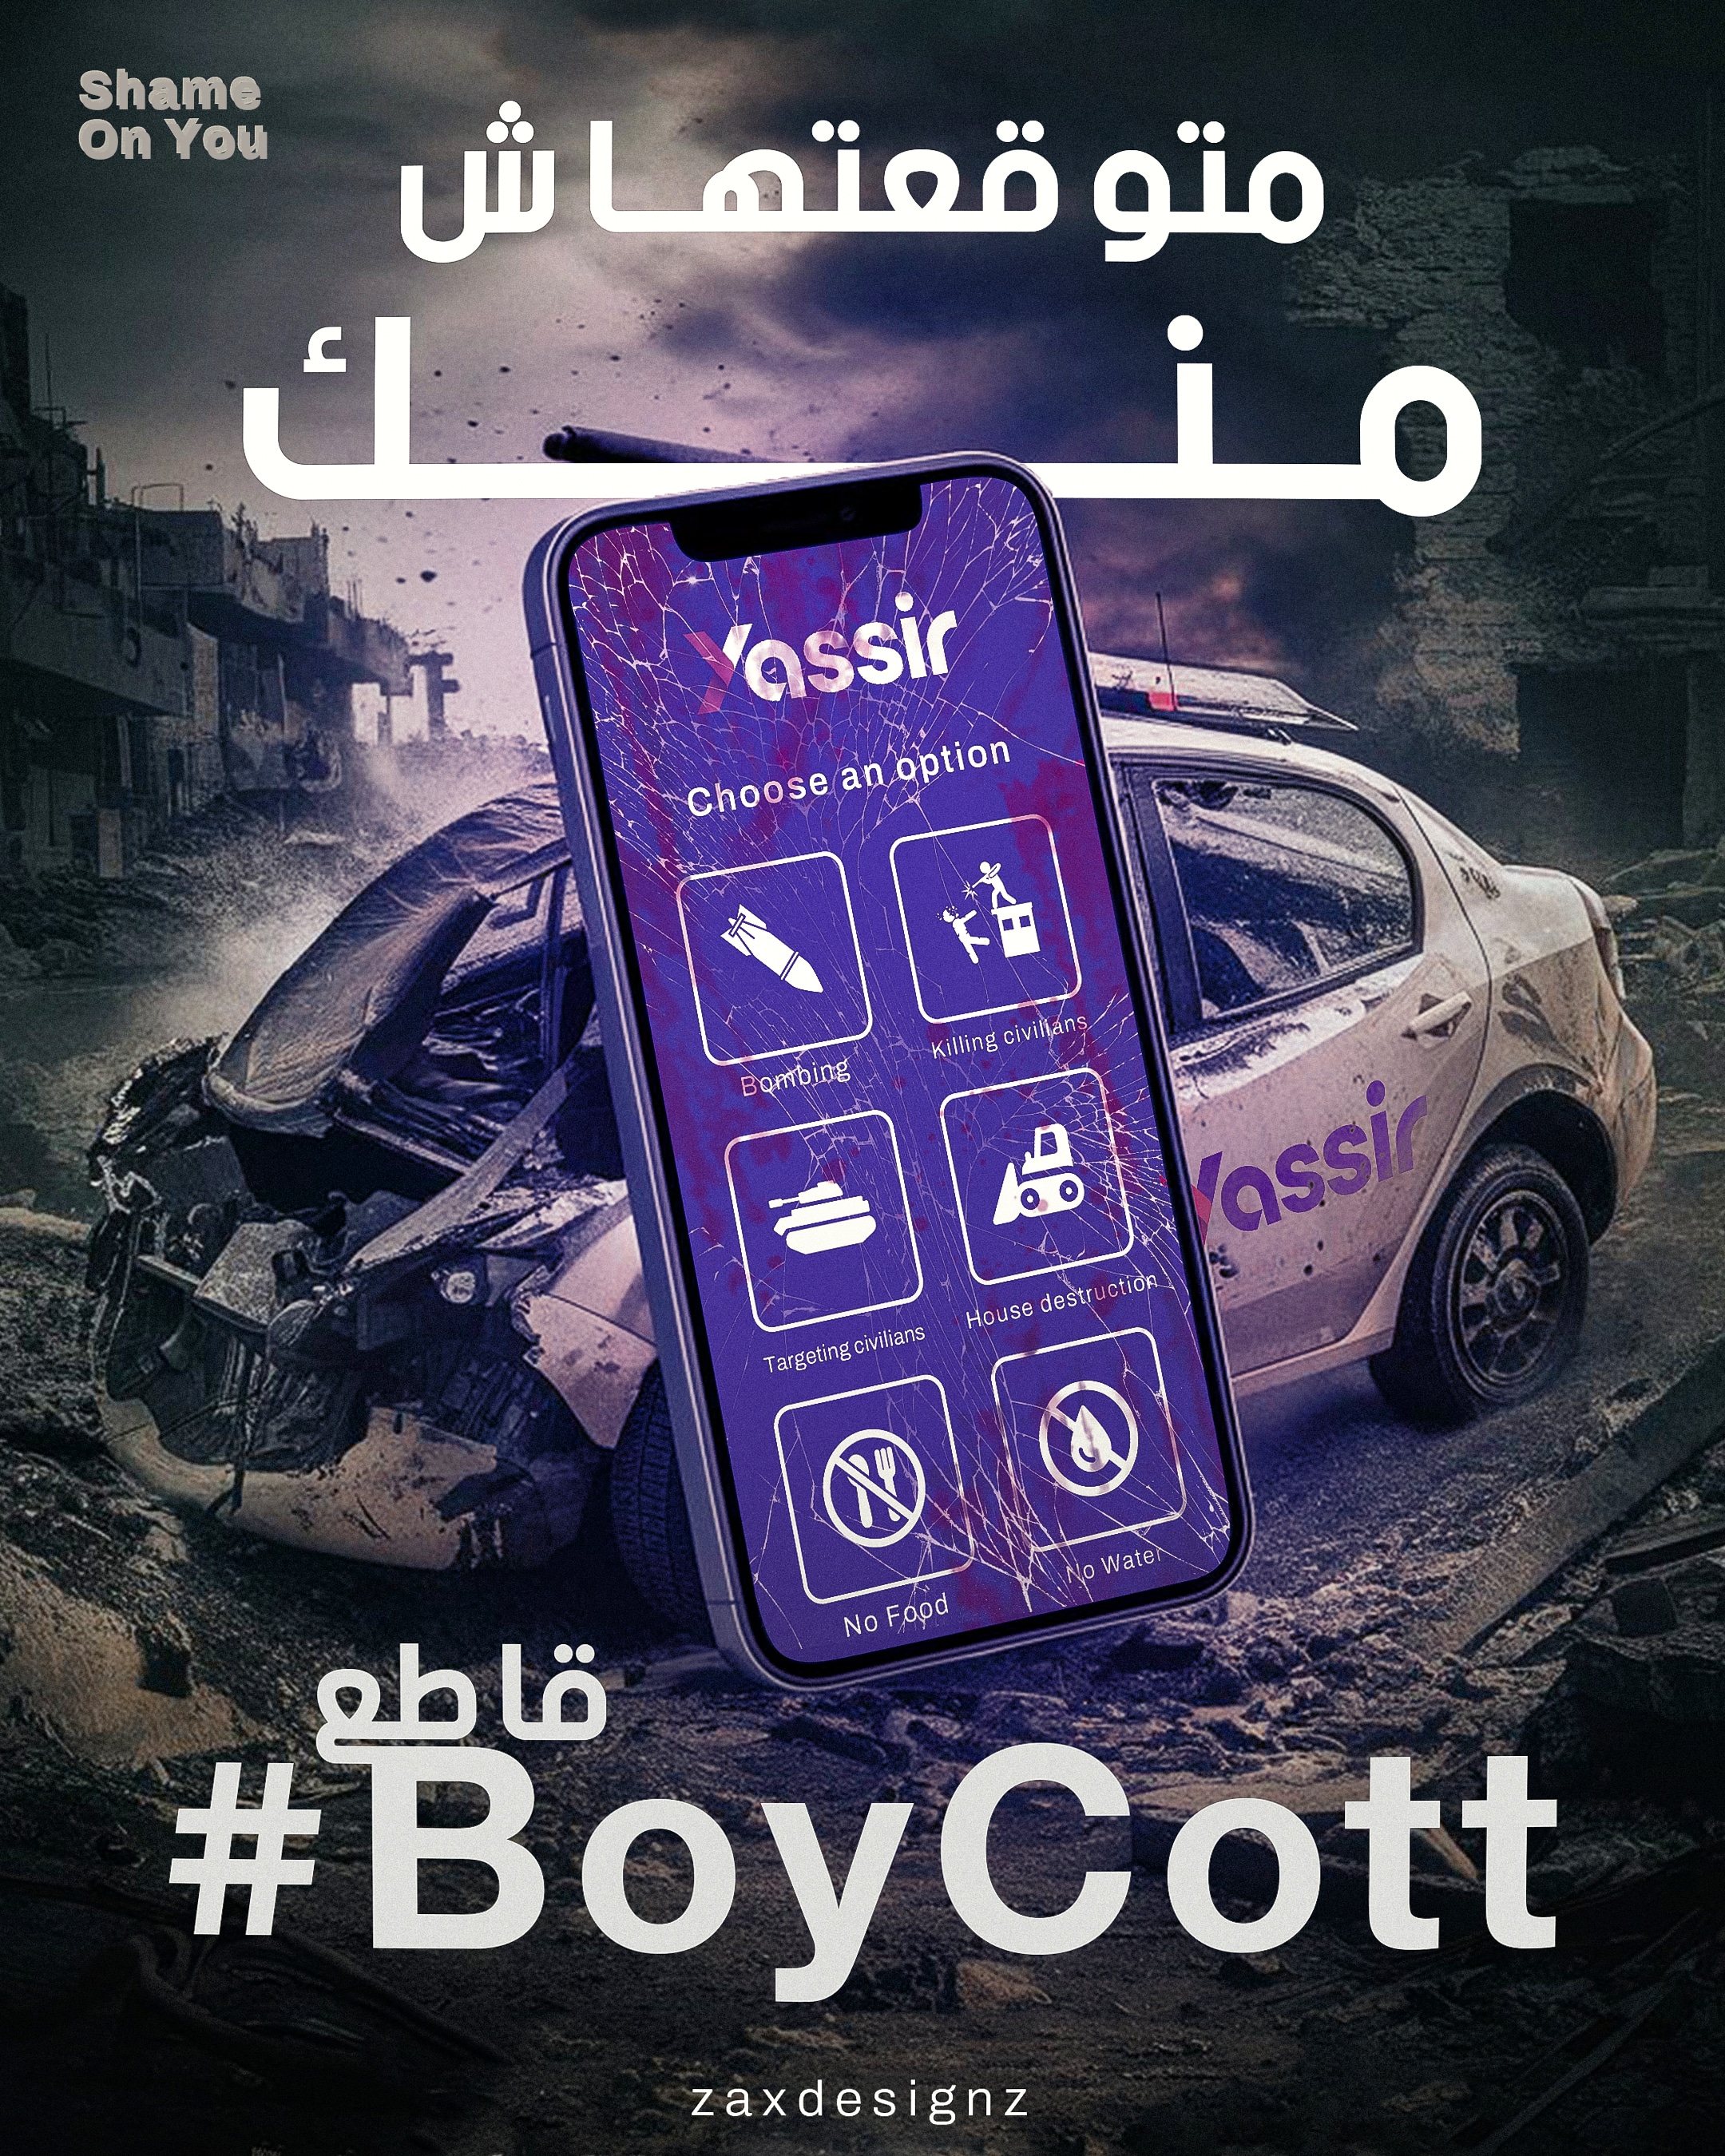 Shame
On You
متوقعتهاش
منك
Yassir
Choose an option
Bombing
Killing civilians
Targeting civilians
House destruction
No Food
No Water
Yassir
قاطع
#BoyCott
zaxdesignz